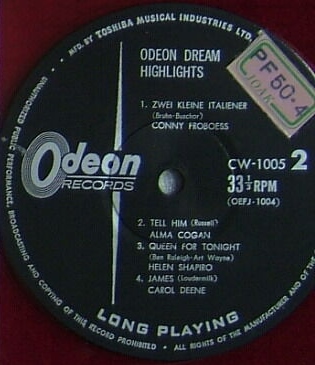 MFD. BY TOSHIBA MUSICAL INDUSTRIES LTD.
ODEON DREAM
HIGHLIGHTS
PF50-4
1. ZWEI KLEINE ITALIENER
(Bruhn-Buschor)
CONNY FROBOESS
Odeon
RECORDS
CW-1005 2
33 1/3 RPM
(OEFJ-1004)
2. TELL HIM (Russell)
ALMA COGAN
3. QUEEN FOR TONIGHT
(Ben Raleigh-Art Wayne)
HELEN SHAPIRO
4. JAMES (Loudermilk)
CAROL DEENE
LONG PLAYING
UNAUTHORIZED PUBLIC PERFORMANCE, BROADCASTING AND COPYING OF THIS RECORD PROHIBITED • ALL RIGHTS OF THE MANUFACTURER AND OF THE